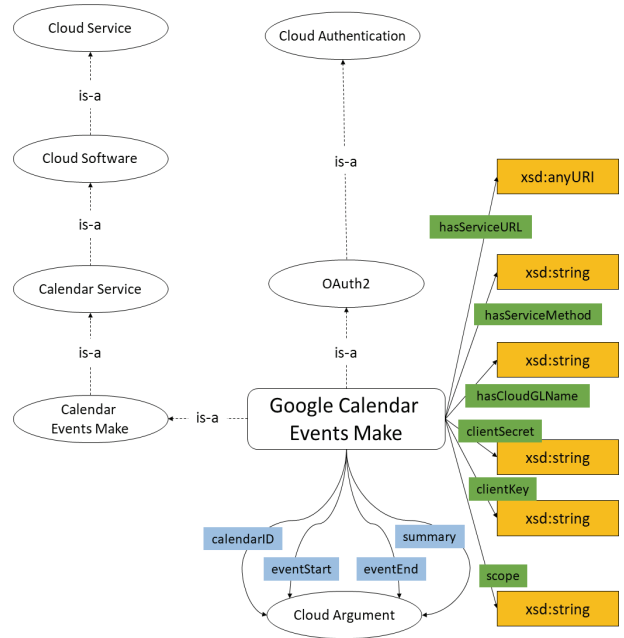 Cloud Service
Cloud Authentication
is-a
Cloud Software
is-a
xsd:anyURI
is-a
hasServiceURL
xsd:string
Calendar Service
OAuth2
hasServiceMethod
is-a
is-a
xsd:string
hasCloudGLName
Calendar
Events Make
is-a
Google Calendar
Events Make
clientSecret
xsd:string
clientKey
xsd:string
calendarID
summary
eventStart
eventEnd
scope
Cloud Argument
xsd:string